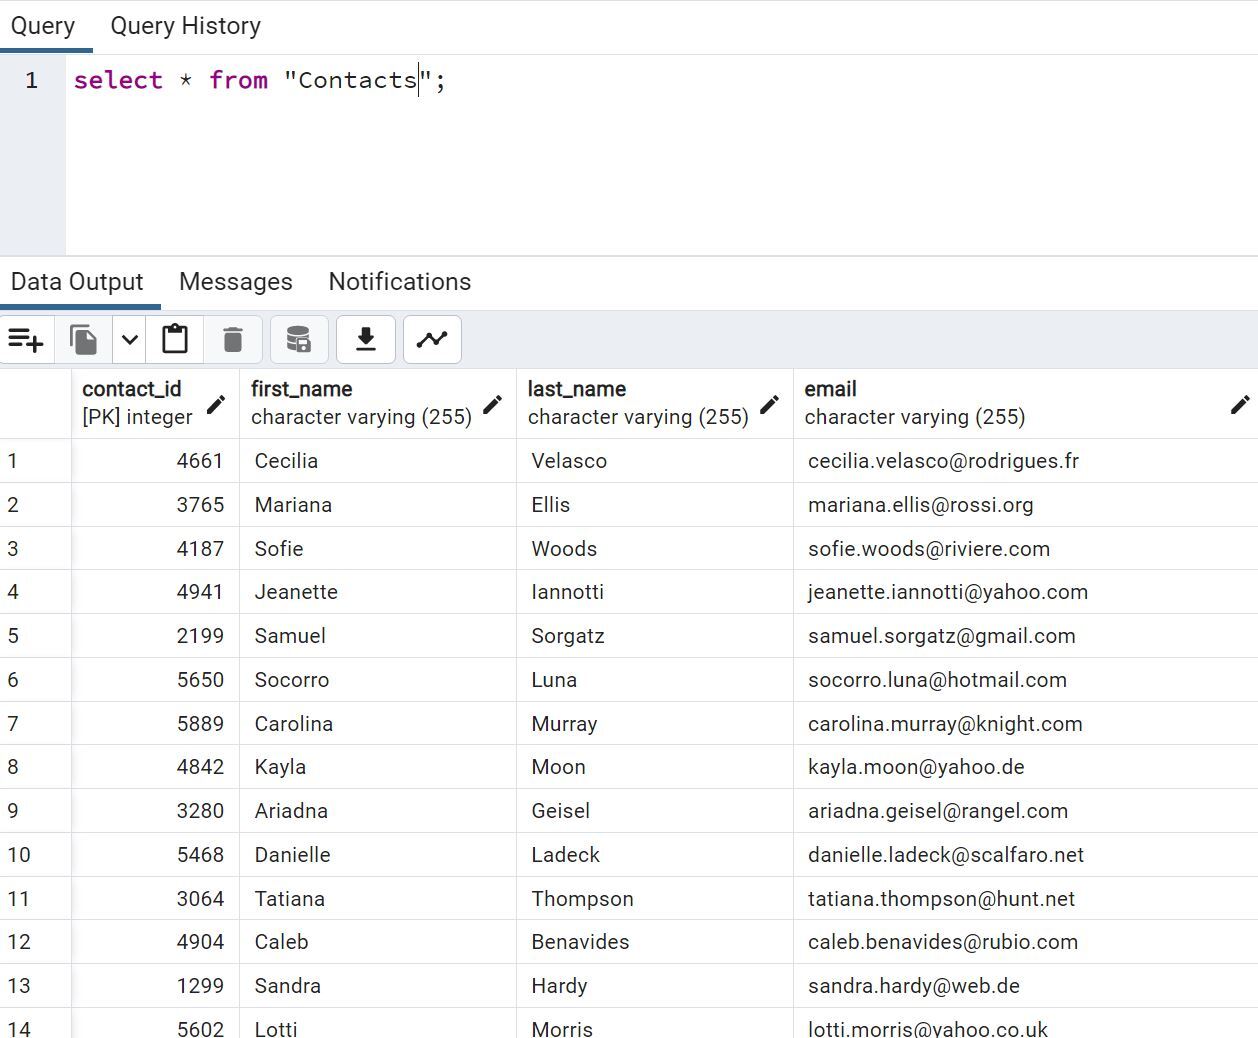 Query Query History
1 select * from "Contacts";
Data Output Messages Notifications
contact_id first_name last_name email
[PK] integer character varying (255) character varying (255) character varying (255)
1 4661 Cecilia Velasco cecilia.velasco@rodrigues.fr
2 3765 Mariana Ellis mariana.ellis@rossi.org
3 4187 Sofie Woods sofie.woods@riviere.com
4 4941 Jeanette Iannotti jeanette.iannotti@yahoo.com
5 2199 Samuel Sorgatz samuel.sorgatz@gmail.com
6 5650 Socorro Luna socorro.luna@hotmail.com
7 5889 Carolina Murray carolina.murray@knight.com
8 4842 Kayla Moon kayla.moon@yahoo.de
9 3280 Ariadna Geisel ariadna.geisel@rangel.com
10 5468 Danielle Ladeck danielle.ladeck@scalfaro.net
11 3064 Tatiana Thompson tatiana.thompson@hunt.net
12 4904 Caleb Benavides caleb.benavides@rubio.com
13 1299 Sandra Hardy sandra.hardy@web.de
14 5602 Lotti Morris lotti.morris@yahoo.co.uk